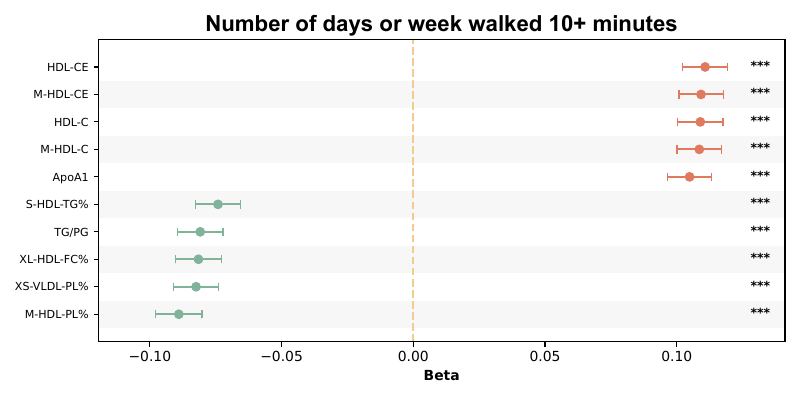 Number of days or week walked 10+ minutes
HDL-CE ***
M-HDL-CE ***
HDL-C ***
M-HDL-C ***
ApoA1 ***
S-HDL-TG% ***
TG/PG ***
XL-HDL-FC% ***
XS-VLDL-PL% ***
M-HDL-PL% ***
−0.10 −0.05 0.00 0.05 0.10
Beta